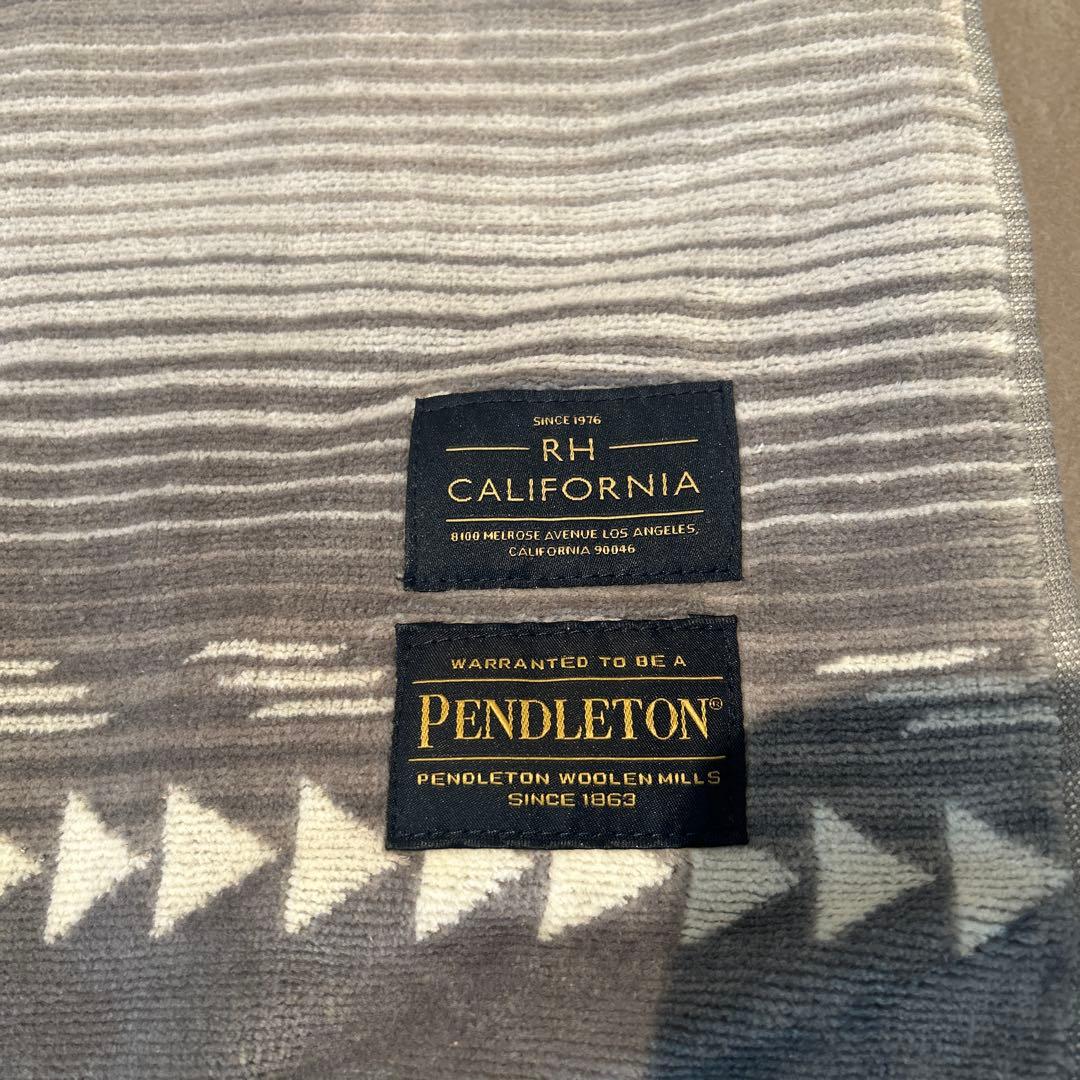 SINCE 1976
RH
CALIFORNIA
8100 MELROSE AVENUE LOS ANGELES,
CALIFORNIA 90046
WARRANTED TO BE A
PENDLETON®
PENDLETON WOOLEN MILLS
SINCE 1863